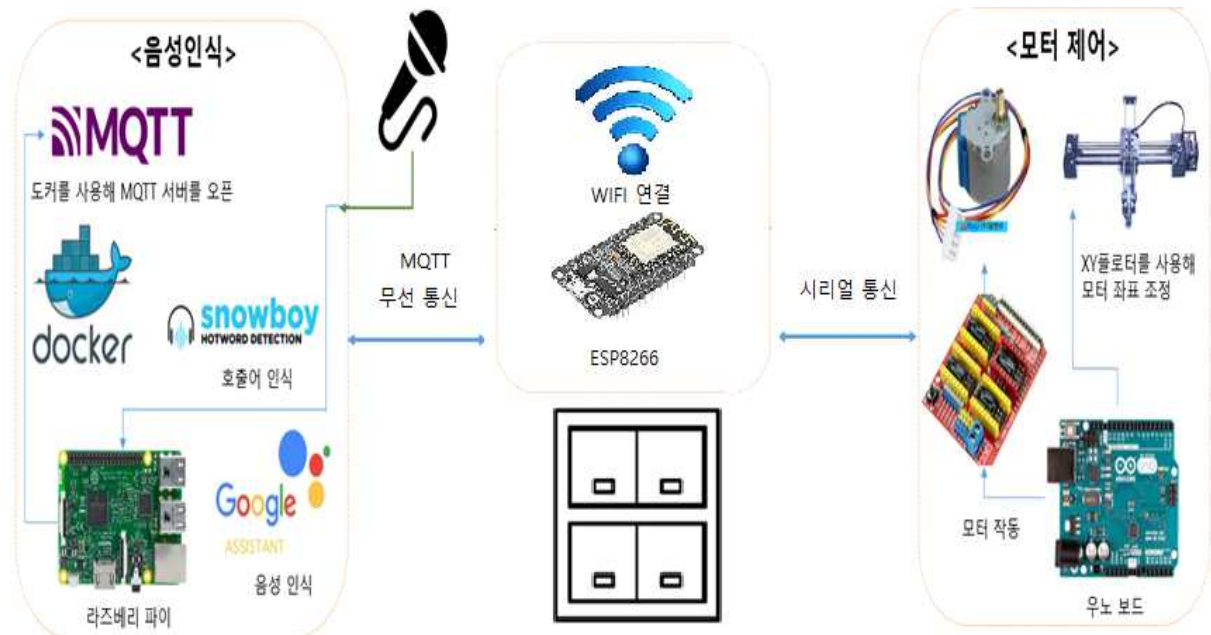 <음성인식>
MQTT
도커를 사용해 MQTT 서버를 오픈
docker
snowboy
HOTWORD DETECTION
호출어 인식
Google
ASSISTANT
음성 인식
라즈베리 파이
MQTT
무선 통신
WIFI 연결
ESP8266
시리얼 통신
<모터 제어>
XY플로터를 사용해
모터 좌표 조정
모터 작동
우노 보드